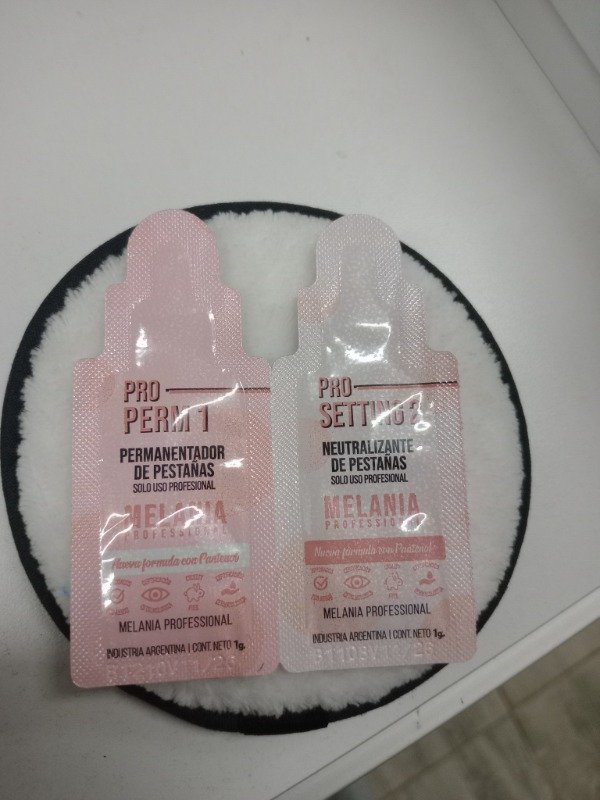 PRO
PERM 1
PERMANENTADOR
DE PESTAÑAS
SOLO USO PROFESIONAL
MELANIA
PROFESSIONAL
Nueva fórmula con Pantenol
MELANIA PROFESSIONAL
INDUSTRIA ARGENTINA | CONT. NETO 1g.
PRO
SETTING 2
NEUTRALIZANTE
DE PESTAÑAS
SOLO USO PROFESIONAL
MELANIA
PROFESSIONAL
Nueva fórmula con Pantenol
MELANIA PROFESSIONAL
INDUSTRIA ARGENTINA | CONT. NETO 1g.